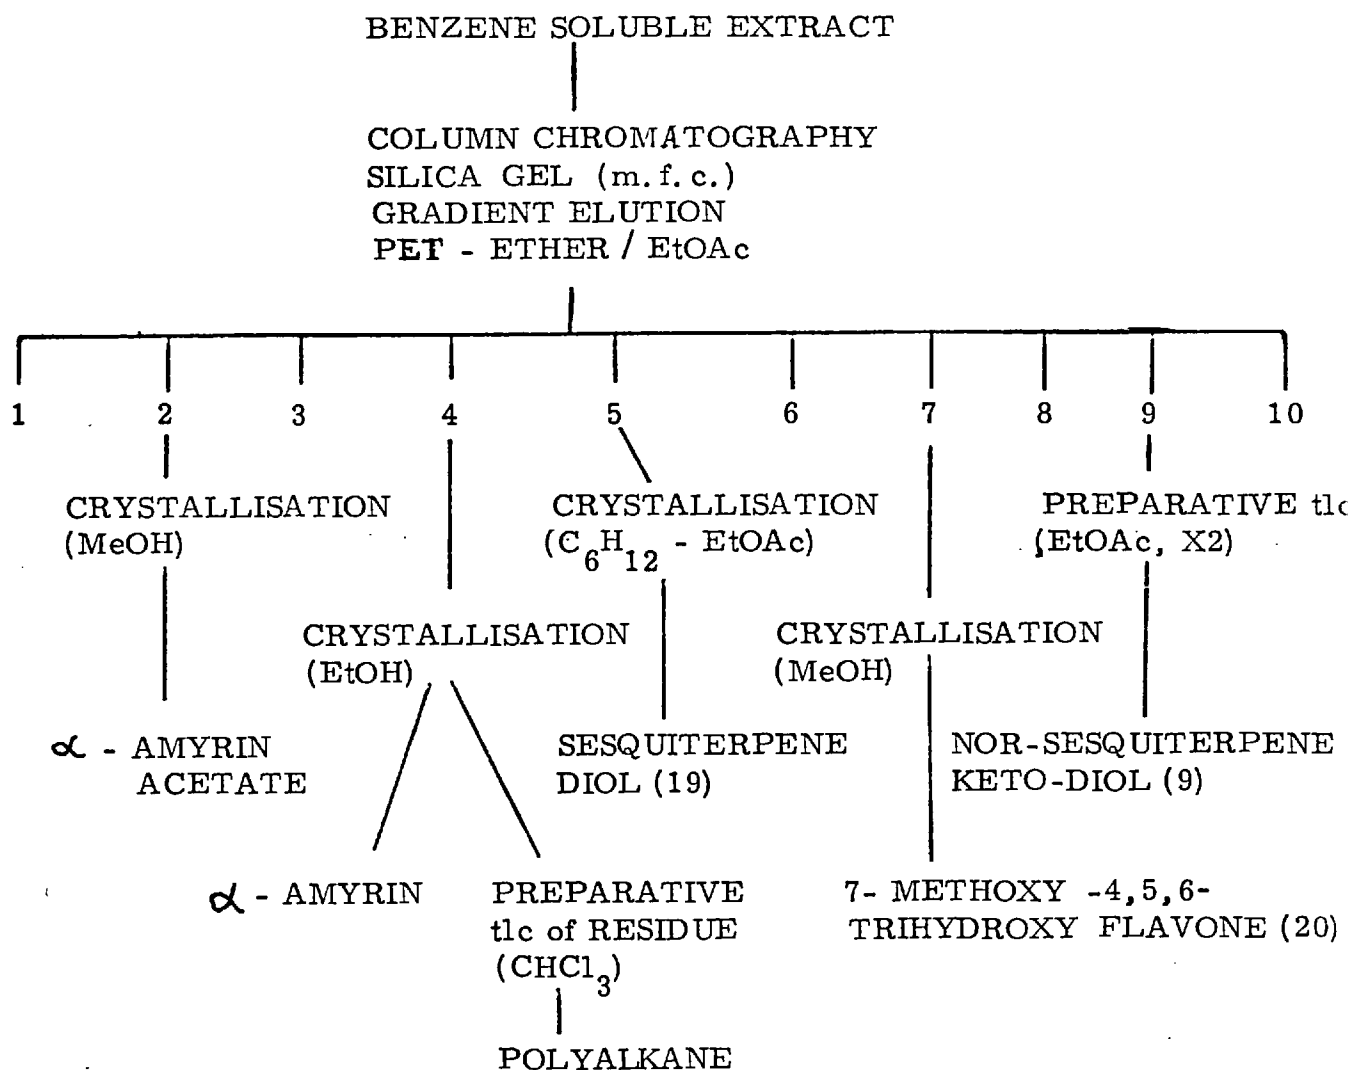 BENZENE SOLUBLE EXTRACT
COLUMN CHROMATOGRAPHY
SILICA GEL (m.f.c.)
GRADIENT ELUTION
PET - ETHER / EtOAc
1 2 3 4 5 6 7 8 9 10
CRYSTALLISATION
(MeOH)
CRYSTALLISATION
(C6H12 - EtOAc)
PREPARATIVE tlc
(EtOAc, X2)
CRYSTALLISATION
(EtOH)
CRYSTALLISATION
(MeOH)
α - AMYRIN
ACETATE
SESQUITERPENE
DIOL (19)
NOR-SESQUITERPENE
KETO-DIOL (9)
α - AMYRIN
PREPARATIVE
tlc of RESIDUE
(CHCl3)
7- METHOXY -4,5,6-
TRIHYDROXY FLAVONE (20)
POLYALKANE